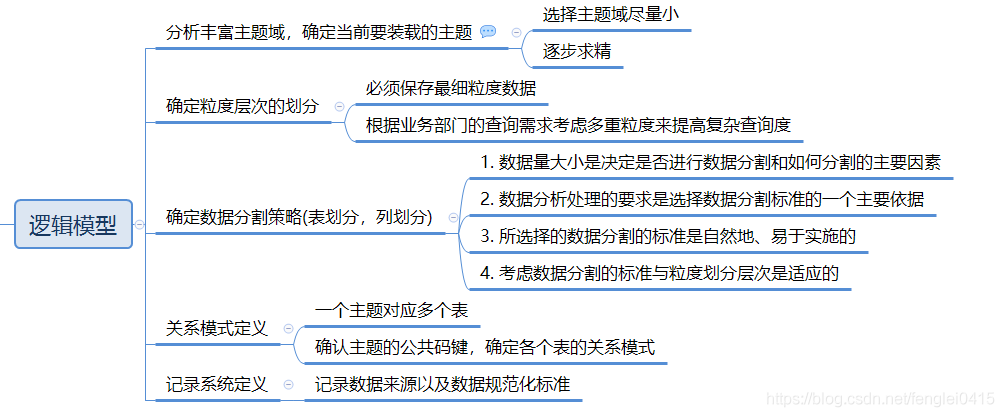 逻辑模型
分析丰富主题域，确定当前要装载的主题
选择主题域尽量小
逐步求精
确定粒度层次的划分
必须保存最细粒度数据
根据业务部门的查询需求考虑多重粒度来提高复杂查询度
确定数据分割策略(表划分，列划分)
1. 数据量大小是决定是否进行数据分割和如何分割的主要因素
2. 数据分析处理的要求是选择数据分割标准的一个主要依据
3. 所选择的数据分割的标准是自然地、易于实施的
4. 考虑数据分割的标准与粒度划分层次是适应的
关系模式定义
一个主题对应多个表
确认主题的公共码键，确定各个表的关系模式
记录系统定义
记录数据来源以及数据规范化标准
https://blog.csdn.net/fenglei0415